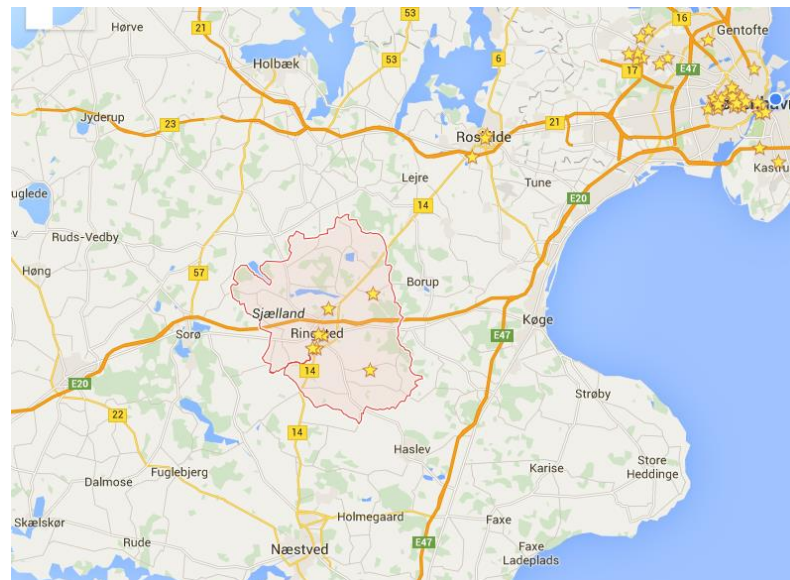 16
53
Hørve
21
Gentofte
53
6
Holbæk
17
E47
Jyderup
23
21
Roskilde
Kastrup
Lejre
Tune
uglede
14
E20
Ruds-Vedby
57
Høng
Borup
Sjælland
Køge
Sorø
Ringsted
E47
E20
14
Strøby
22
14
Haslev
Store
Heddinge
Fuglebjerg
Karise
Dalmose
Holmegaard
Faxe
Skælskør
Rude
E47
Næstved
Faxe
Ladeplads